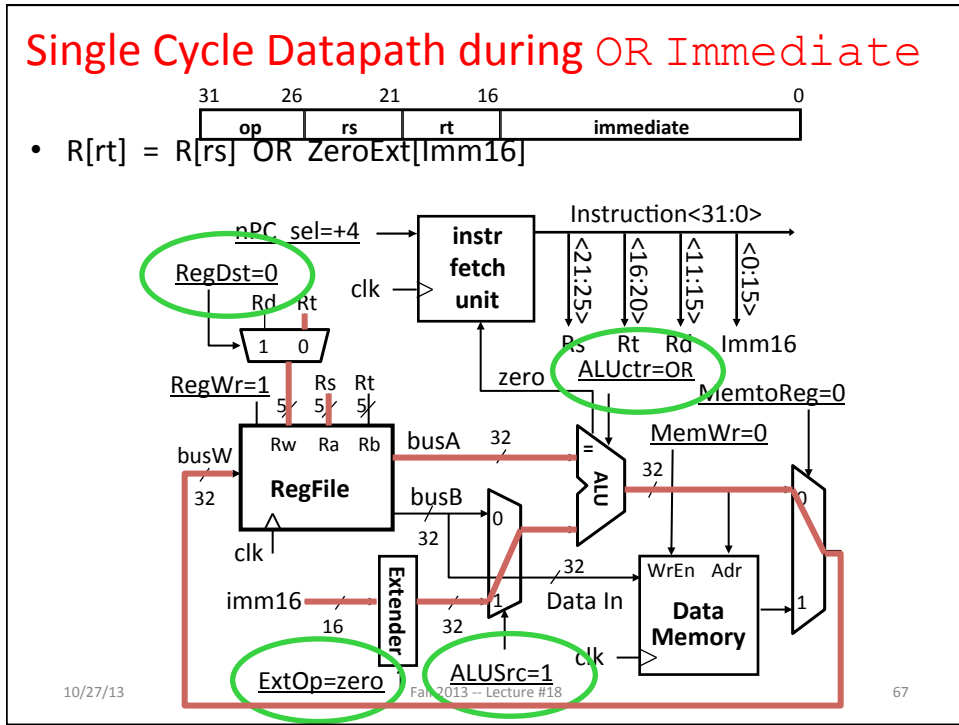 Single Cycle Datapath during OR Immediate
31 26 21 16 0
op rs rt immediate
• R[rt] = R[rs] OR ZeroExt[Imm16]
Instruction<31:0>
nPC_sel=+4
instr
fetch
unit
<21:25>
<16:20>
<11:15>
<0:15>
RegDst=0
clk
Rd Rt
1 0
Rs Rt Rd Imm16
zero
ALUctr=OR
MemtoReg=0
RegWr=1
Rs Rt
5 5 5
MemWr=0
Rw Ra Rb
busA
32
=
ALU
32
busW
32
RegFile
busB
32
0
0
clk
32
WrEn Adr
imm16
16
Extender
32
1
Data In
Data
Memory
1
clk
ExtOp=zero
ALUSrc=1
10/27/13
Fall 2013 -- Lecture #18
67